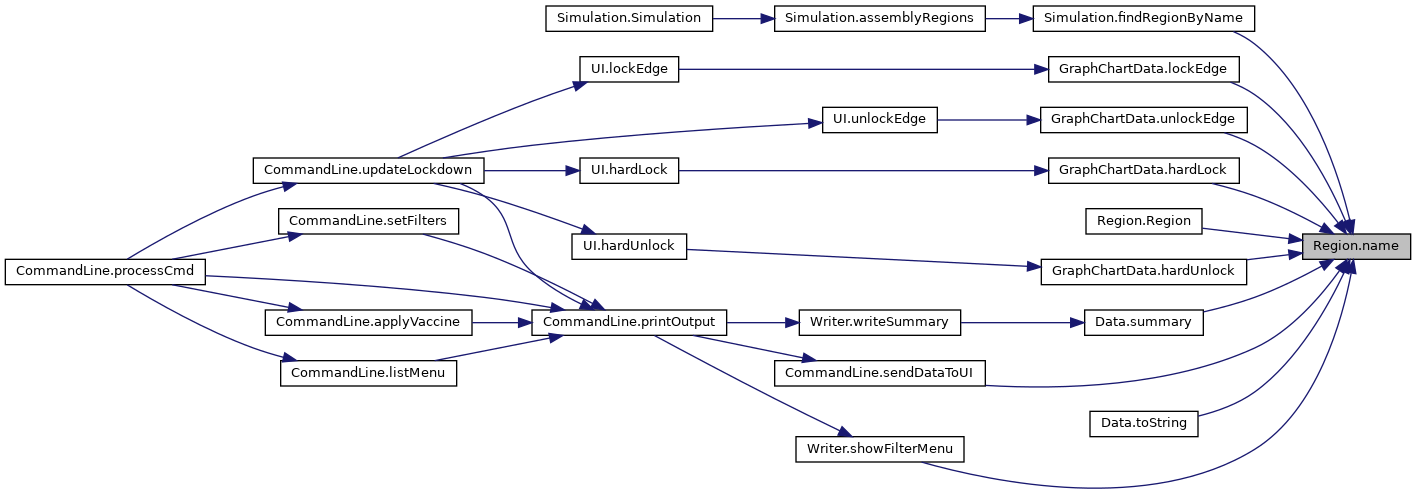 Simulation.Simulation
Simulation.assemblyRegions
Simulation.findRegionByName
UI.lockEdge
GraphChartData.lockEdge
UI.unlockEdge
GraphChartData.unlockEdge
CommandLine.updateLockdown
UI.hardLock
GraphChartData.hardLock
CommandLine.setFilters
Region.Region
UI.hardUnlock
Region.name
CommandLine.processCmd
GraphChartData.hardUnlock
CommandLine.applyVaccine
CommandLine.printOutput
Writer.writeSummary
Data.summary
CommandLine.listMenu
CommandLine.sendDataToUI
Data.toString
Writer.showFilterMenu